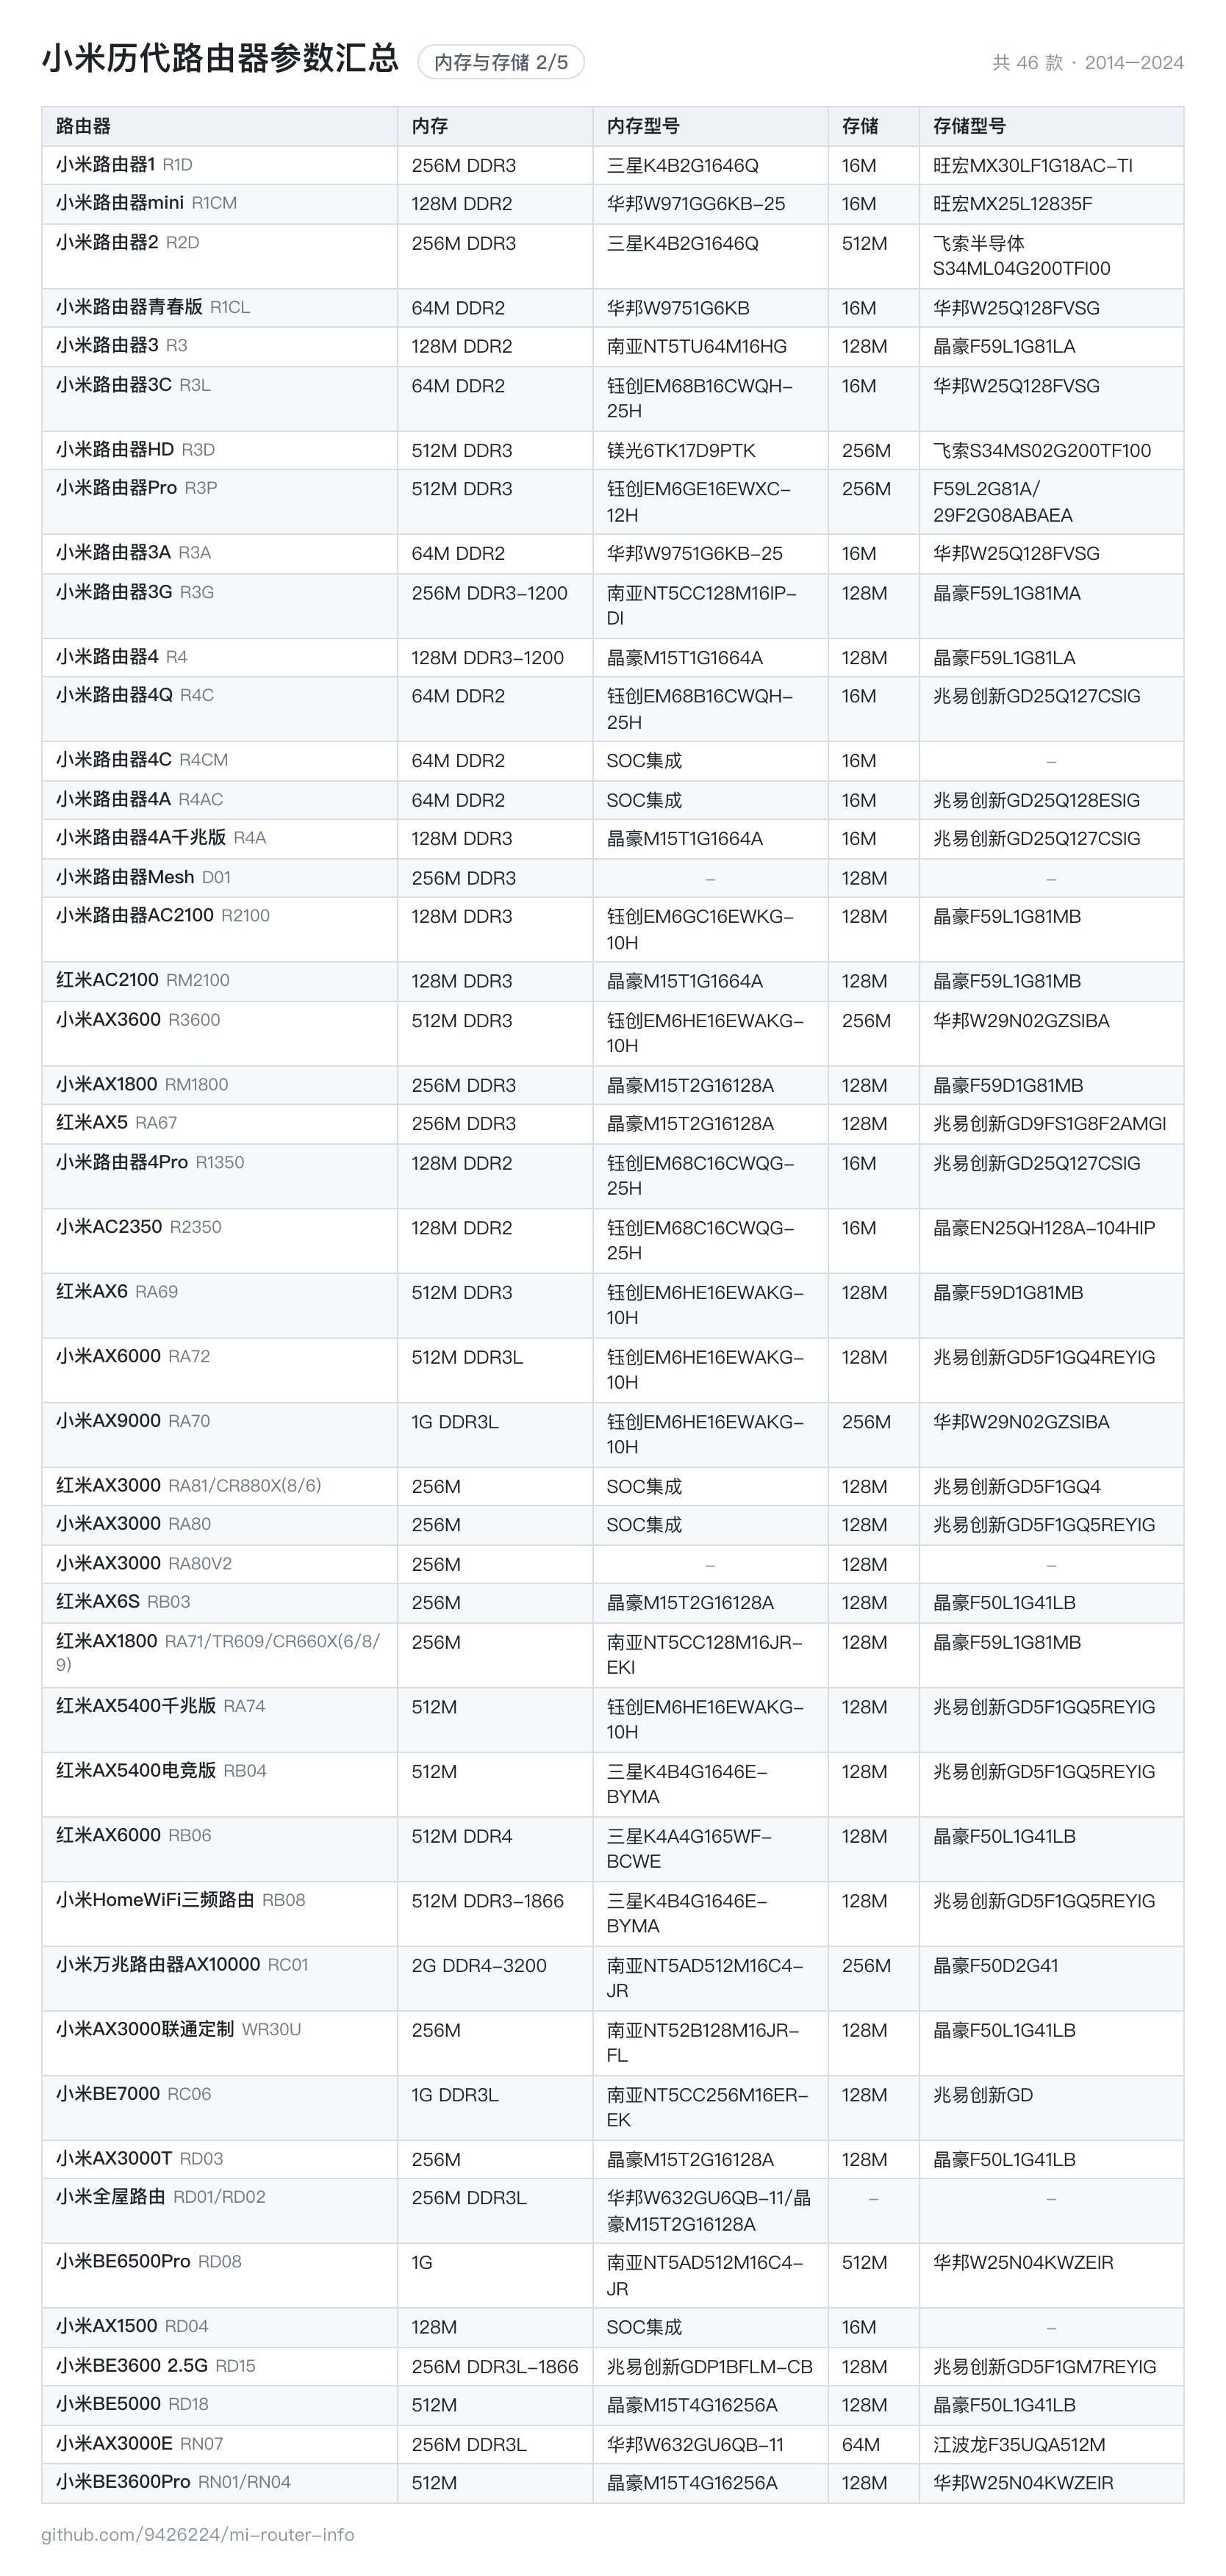 小米历代路由器参数汇总 内存与存储 2/5 共 46 款 · 2014—2024
路由器 内存 内存型号 存储 存储型号
小米路由器1 R1D 256M DDR3 三星K4B2G1646Q 16M 旺宏MX30LF1G18AC-TI
小米路由器mini R1CM 128M DDR2 华邦W971GG6KB-25 16M 旺宏MX25L12835F
小米路由器2 R2D 256M DDR3 三星K4B2G1646Q 512M 飞索半导体
S34ML04G200TFI00
小米路由器青春版 R1CL 64M DDR2 华邦W9751G6KB 16M 华邦W25Q128FVSG
小米路由器3 R3 128M DDR2 南亚NT5TU64M16HG 128M 晶豪F59L1G81LA
小米路由器3C R3L 64M DDR2 钰创EM68B16CWQH- 16M 华邦W25Q128FVSG
25H
小米路由器HD R3D 512M DDR3 镁光6TK17D9PTK 256M 飞索S34MS02G200TF100
小米路由器Pro R3P 512M DDR3 钰创EM6GE16EWXC- 256M F59L2G81A/
12H 29F2G08ABAEA
小米路由器3A R3A 64M DDR2 华邦W9751G6KB-25 16M 华邦W25Q128FVSG
小米路由器3G R3G 256M DDR3-1200 南亚NT5CC128M16IP- 128M 晶豪F59L1G81MA
DI
小米路由器4 R4 128M DDR3-1200 晶豪M15T1G1664A 128M 晶豪F59L1G81LA
小米路由器4Q R4C 64M DDR2 钰创EM68B16CWQH- 16M 兆易创新GD25Q127CSIG
25H
小米路由器4C R4CM 64M DDR2 SOC集成 16M –
小米路由器4A R4AC 64M DDR2 SOC集成 16M 兆易创新GD25Q128ESIG
小米路由器4A千兆版 R4A 128M DDR3 晶豪M15T1G1664A 16M 兆易创新GD25Q127CSIG
小米路由器Mesh D01 256M DDR3 – 128M –
小米路由器AC2100 R2100 128M DDR3 钰创EM6GC16EWKG- 128M 晶豪F59L1G81MB
10H
红米AC2100 RM2100 128M DDR3 晶豪M15T1G1664A 128M 晶豪F59L1G81MB
小米AX3600 R3600 512M DDR3 钰创EM6HE16EWAKG- 256M 华邦W29N02GZSIBA
10H
小米AX1800 RM1800 256M DDR3 晶豪M15T2G16128A 128M 晶豪F59D1G81MB
红米AX5 RA67 256M DDR3 晶豪M15T2G16128A 128M 兆易创新GD9FS1G8F2AMGI
小米路由器4Pro R1350 128M DDR2 钰创EM68C16CWQG- 16M 兆易创新GD25Q127CSIG
25H
小米AC2350 R2350 128M DDR2 钰创EM68C16CWQG- 16M 晶豪EN25QH128A-104HIP
25H
红米AX6 RA69 512M DDR3 钰创EM6HE16EWAKG- 128M 晶豪F59D1G81MB
10H
小米AX6000 RA72 512M DDR3L 钰创EM6HE16EWAKG- 128M 兆易创新GD5F1GQ4REYIG
10H
小米AX9000 RA70 1G DDR3L 钰创EM6HE16EWAKG- 256M 华邦W29N02GZSIBA
10H
红米AX3000 RA81/CR880X(8/6) 256M SOC集成 128M 兆易创新GD5F1GQ4
小米AX3000 RA80 256M SOC集成 128M 兆易创新GD5F1GQ5REYIG
小米AX3000 RA80V2 256M – 128M –
红米AX6S RB03 256M 晶豪M15T2G16128A 128M 晶豪F50L1G41LB
红米AX1800 RA71/TR609/CR660X(6/8/ 256M 南亚NT5CC128M16JR- 128M 晶豪F59L1G81MB
9) EKI
红米AX5400千兆版 RA74 512M 钰创EM6HE16EWAKG- 128M 兆易创新GD5F1GQ5REYIG
10H
红米AX5400电竞版 RB04 512M 三星K4B4G1646E- 128M 兆易创新GD5F1GQ5REYIG
BYMA
红米AX6000 RB06 512M DDR4 三星K4A4G165WF- 128M 晶豪F50L1G41LB
BCWE
小米HomeWiFi三频路由 RB08 512M DDR3-1866 三星K4B4G1646E- 128M 兆易创新GD5F1GQ5REYIG
BYMA
小米万兆路由器AX10000 RC01 2G DDR4-3200 南亚NT5AD512M16C4- 256M 晶豪F50D2G41
JR
小米AX3000联通定制 WR30U 256M 南亚NT52B128M16JR- 128M 晶豪F50L1G41LB
FL
小米BE7000 RC06 1G DDR3L 南亚NT5CC256M16ER- 128M 兆易创新GD
EK
小米AX3000T RD03 256M 晶豪M15T2G16128A 128M 晶豪F50L1G41LB
小米全屋路由 RD01/RD02 256M DDR3L 华邦W632GU6QB-11/晶 – –
豪M15T2G16128A
小米BE6500Pro RD08 1G 南亚NT5AD512M16C4- 512M 华邦W25N04KWZEIR
JR
小米AX1500 RD04 128M SOC集成 16M –
小米BE3600 2.5G RD15 256M DDR3L-1866 兆易创新GDP1BFLM-CB 128M 兆易创新GD5F1GM7REYIG
小米BE5000 RD18 512M 晶豪M15T4G16256A 128M 晶豪F50L1G41LB
小米AX3000E RN07 256M DDR3L 华邦W632GU6QB-11 64M 江波龙F35UQA512M
小米BE3600Pro RN01/RN04 512M 晶豪M15T4G16256A 128M 华邦W25N04KWZEIR
github.com/9426224/mi-router-info